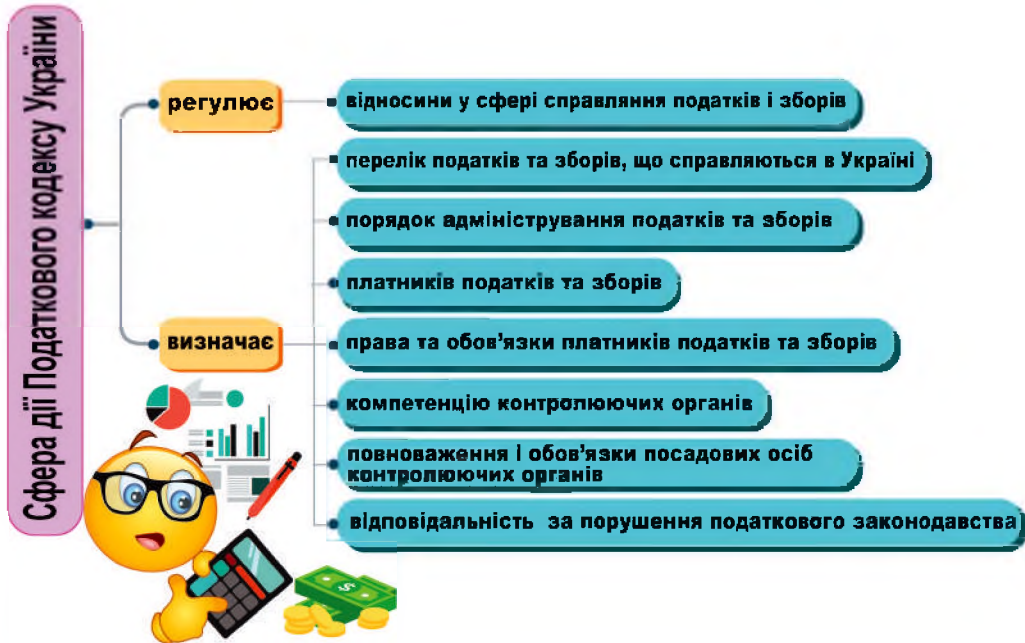 Сфера дії Податкового кодексу України
регулює
відносини у сфері справляння податків і зборів
визначає
перелік податків та зборів, що справляються в Україні
порядок адміністрування податків та зборів
платників податків та зборів
права та обов’язки платників податків та зборів
компетенцію контролюючих органів
повноваження і обов’язки посадових осіб
контролюючих органів
відповідальність за порушення податкового законодавства